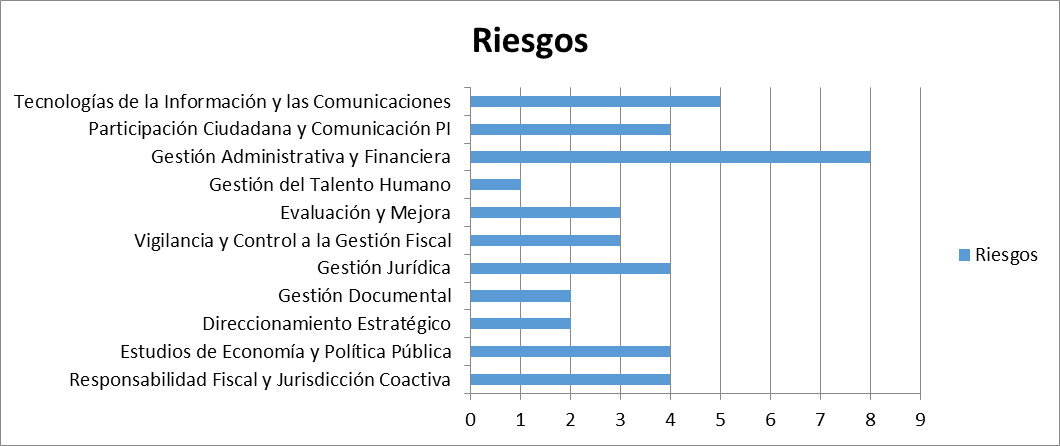 Riesgos
Tecnologías de la Información y las Comunicaciones
Participación Ciudadana y Comunicación PI
Gestión Administrativa y Financiera
Gestión del Talento Humano
Evaluación y Mejora
Vigilancia y Control a la Gestión Fiscal
Gestión Jurídica
Gestión Documental
Direccionamiento Estratégico
Estudios de Economía y Política Pública
Responsabilidad Fiscal y Jurisdicción Coactiva
0 1 2 3 4 5 6 7 8 9
Riesgos